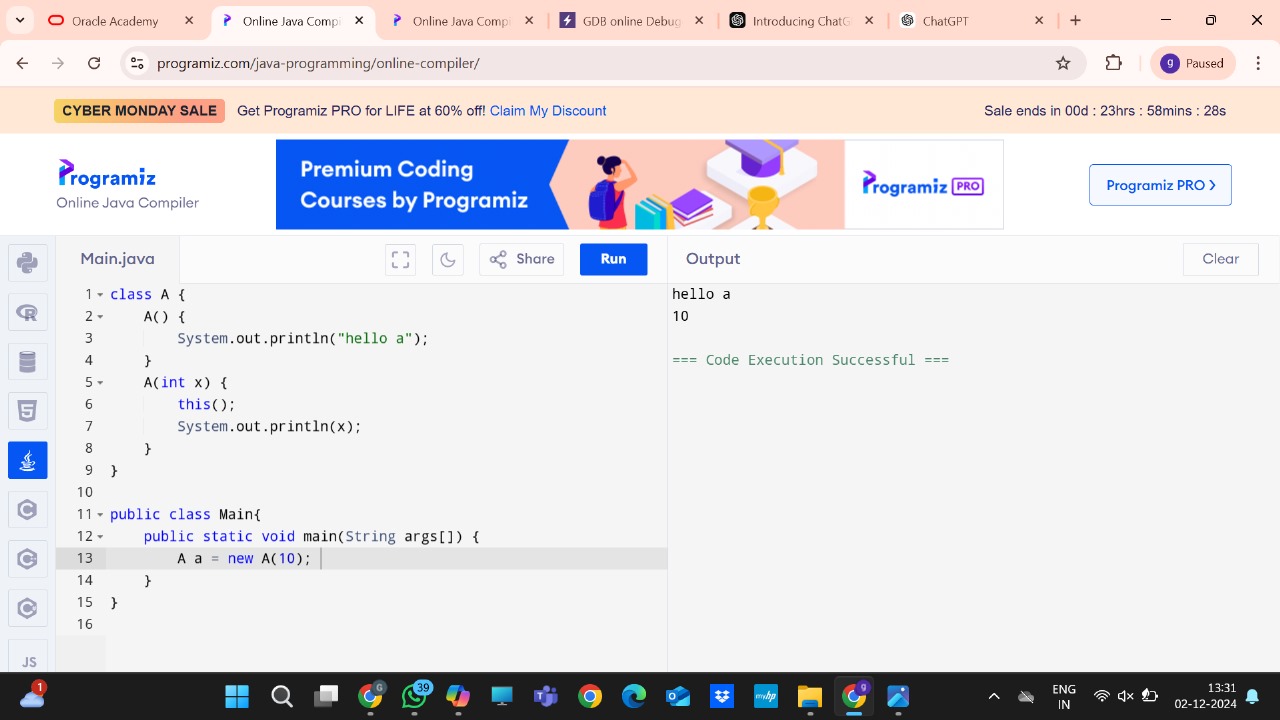 Oracle Academy
Online Java Compi
Online Java Comp
GDB online Debug
Introducing ChatG
ChatGPT
programiz.com/java-programming/online-compiler/
g Paused
CYBER MONDAY SALE Get Programiz PRO for LIFE at 60% off! Claim My Discount
Sale ends in 00d : 23hrs : 58mins : 28s
Programiz
Online Java Compiler
Premium Coding
Courses by Programiz
Programiz PRO
Programiz PRO ❯
Main.java
Share
Run
Output
Clear
1 class A {
2 A() {
3 System.out.println("hello a");
4 }
5 A(int x) {
6 this();
7 System.out.println(x);
8 }
9 }
10
11 public class Main{
12 public static void main(String args[]) {
13 A a = new A(10);
14 }
15 }
16
hello a
10
=== Code Execution Successful ===
JS
1
G
39
myhp
g
ENG
IN
13:31
02-12-2024